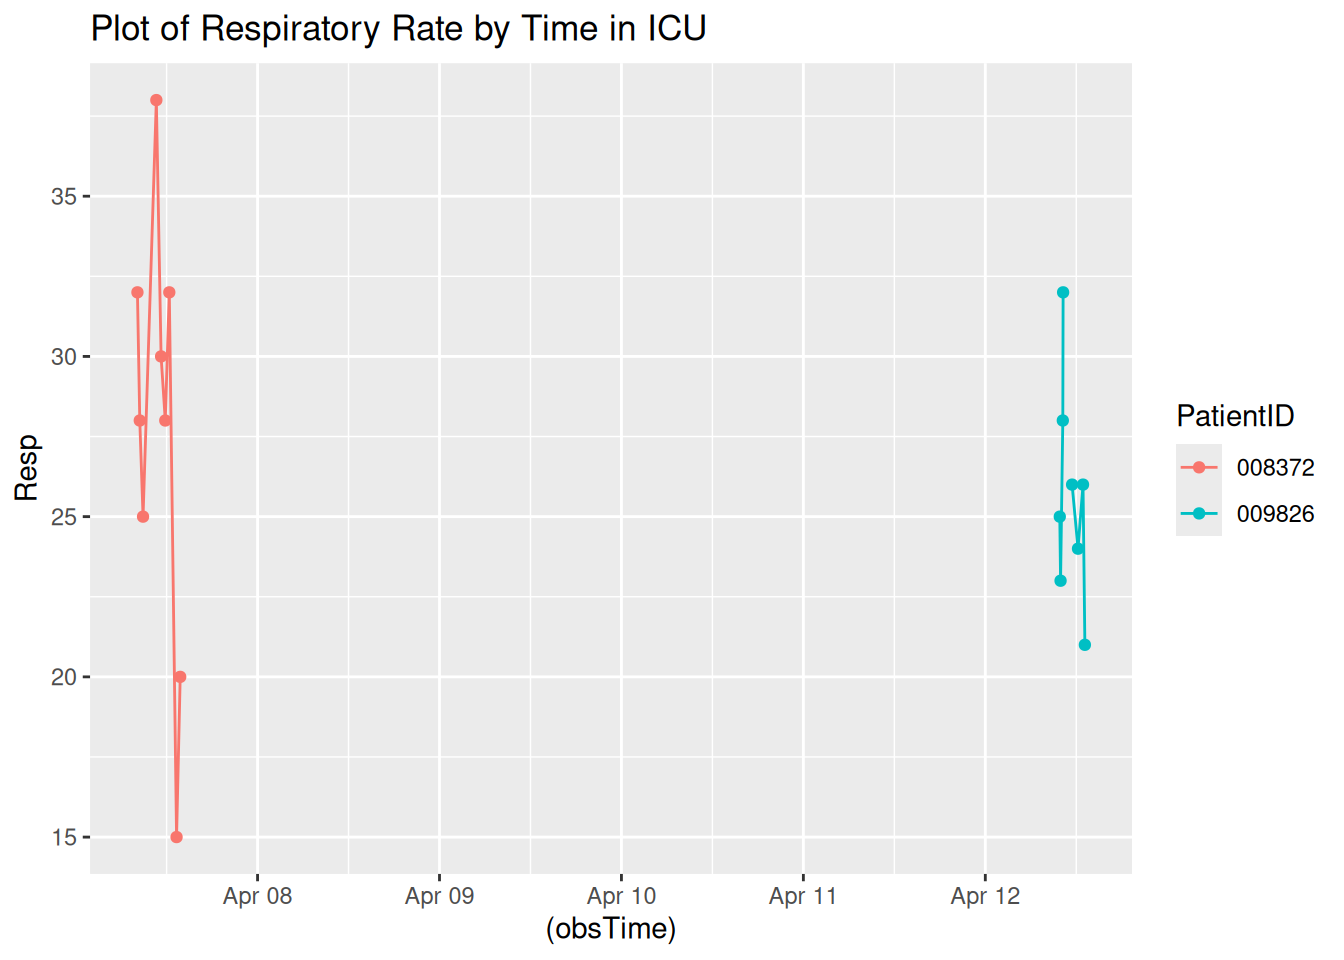 Plot of Respiratory Rate by Time in ICU
35
30
25
20
15
Resp
Apr 08 Apr 09 Apr 10 Apr 11 Apr 12
(obsTime)
PatientID
008372
009826